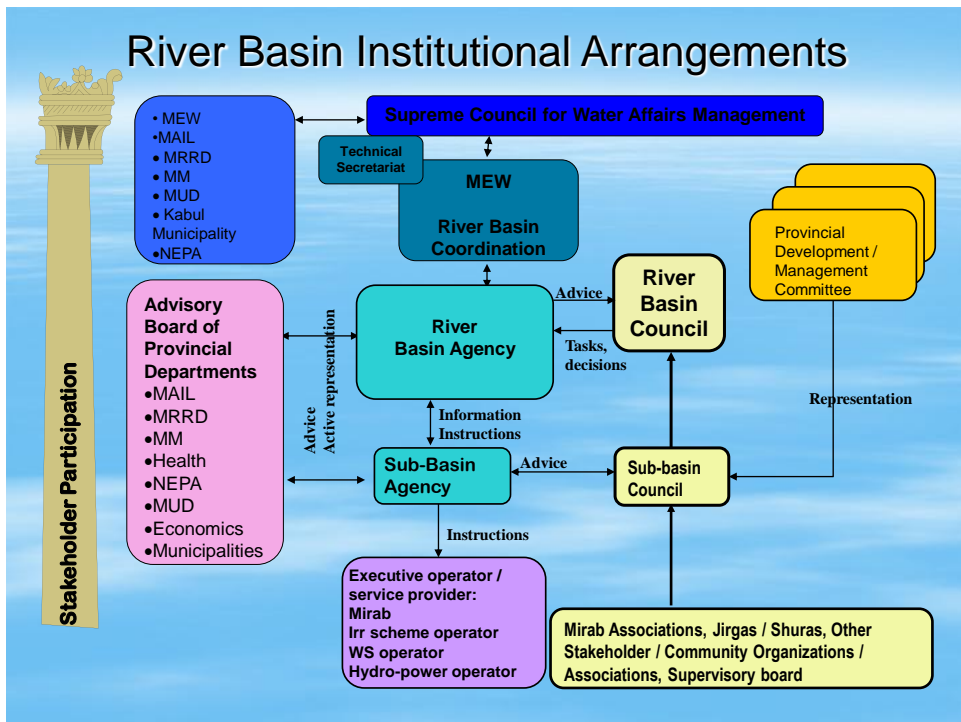 River Basin Institutional Arrangements
Stakeholder Participation
• MEW
•MAIL
• MRRD
• MM
• MUD
• Kabul
Municipality
•NEPA
Supreme Council for Water Affairs Management
Technical
Secretariat
MEW
River Basin
Coordination
Provincial
Development /
Management
Committee
Advisory
Board of
Provincial
Departments
•MAIL
•MRRD
•MM
•Health
•NEPA
•MUD
•Economics
•Municipalities
Advice
Active representation
River
Basin Agency
Advice
Tasks,
decisions
River
Basin
Council
Representation
Information
Instructions
Sub-Basin
Agency
Advice
Sub-basin
Council
Instructions
Executive operator /
service provider:
Mirab
Irr scheme operator
WS operator
Hydro-power operator
Mirab Associations, Jirgas / Shuras, Other
Stakeholder / Community Organizations /
Associations, Supervisory board